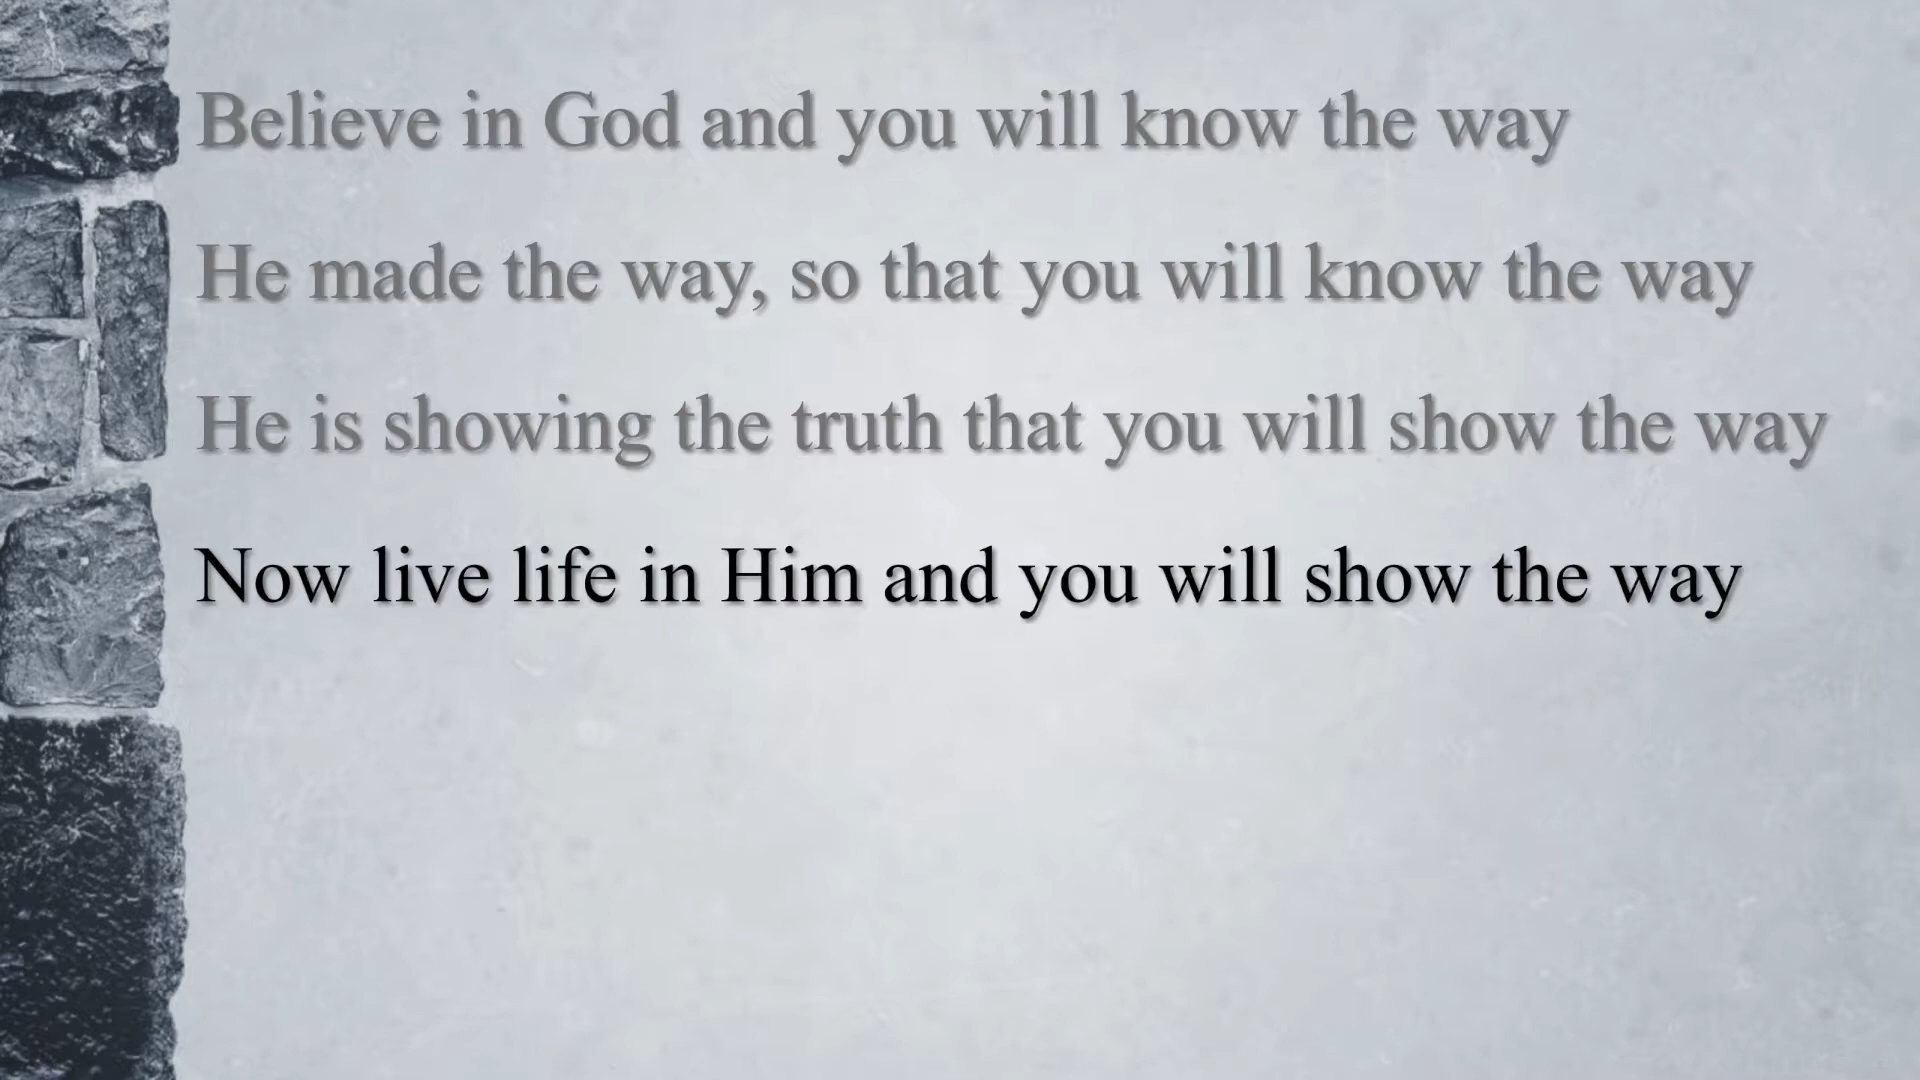 Believe in God and you will know the way
He made the way, so that you will know the way
He is showing the truth that you will show the way
Now live life in Him and you will show the way